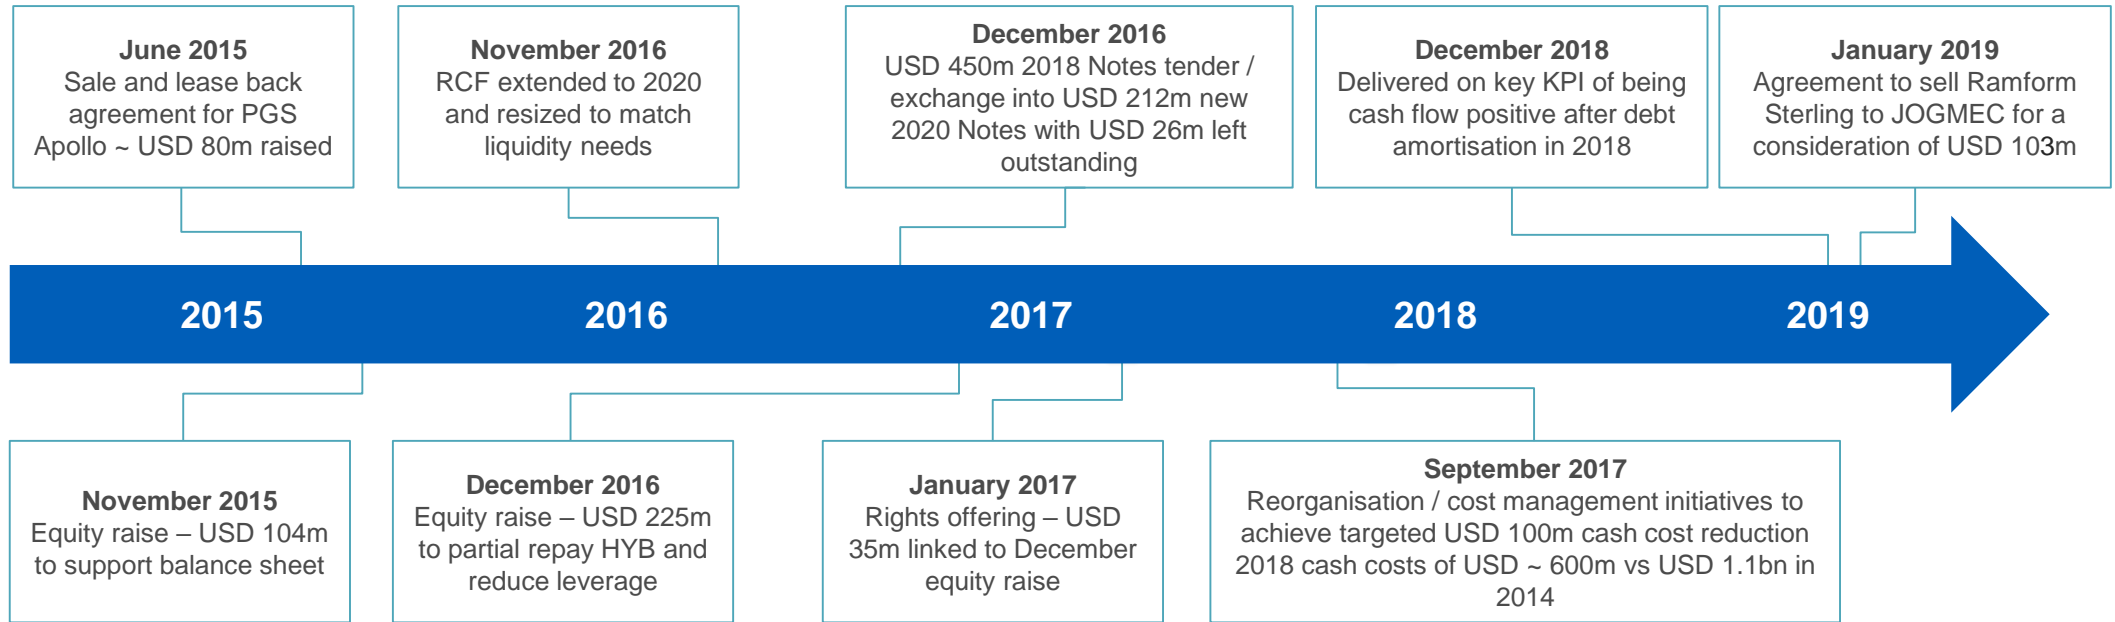 June 2015
Sale and lease back
agreement for PGS
Apollo ~ USD 80m raised
November 2016
RCF extended to 2020
and resized to match
liquidity needs
December 2016
USD 450m 2018 Notes tender /
exchange into USD 212m new
2020 Notes with USD 26m left
outstanding
December 2018
Delivered on key KPI of being
cash flow positive after debt
amortisation in 2018
January 2019
Agreement to sell Ramform
Sterling to JOGMEC for a
consideration of USD 103m
2015
2016
2017
2018
2019
November 2015
Equity raise – USD 104m
to support balance sheet
December 2016
Equity raise – USD 225m
to partial repay HYB and
reduce leverage
January 2017
Rights offering – USD
35m linked to December
equity raise
September 2017
Reorganisation / cost management initiatives to
achieve targeted USD 100m cash cost reduction
2018 cash costs of USD ~ 600m vs USD 1.1bn in
2014